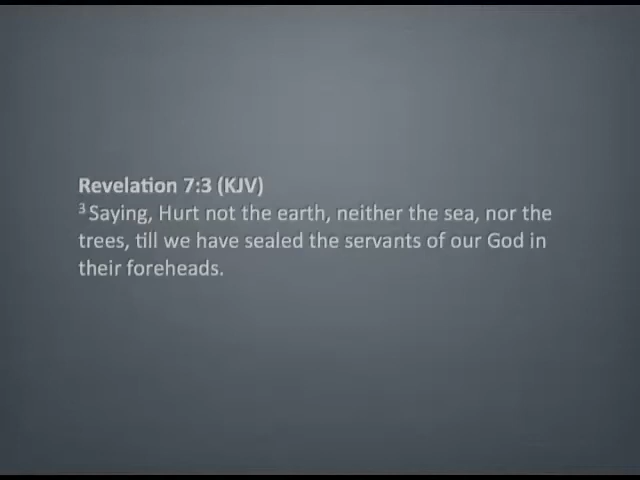 Revelation 7:3 (KJV)
3 Saying, Hurt not the earth, neither the sea, nor the
trees, till we have sealed the servants of our God in
their foreheads.